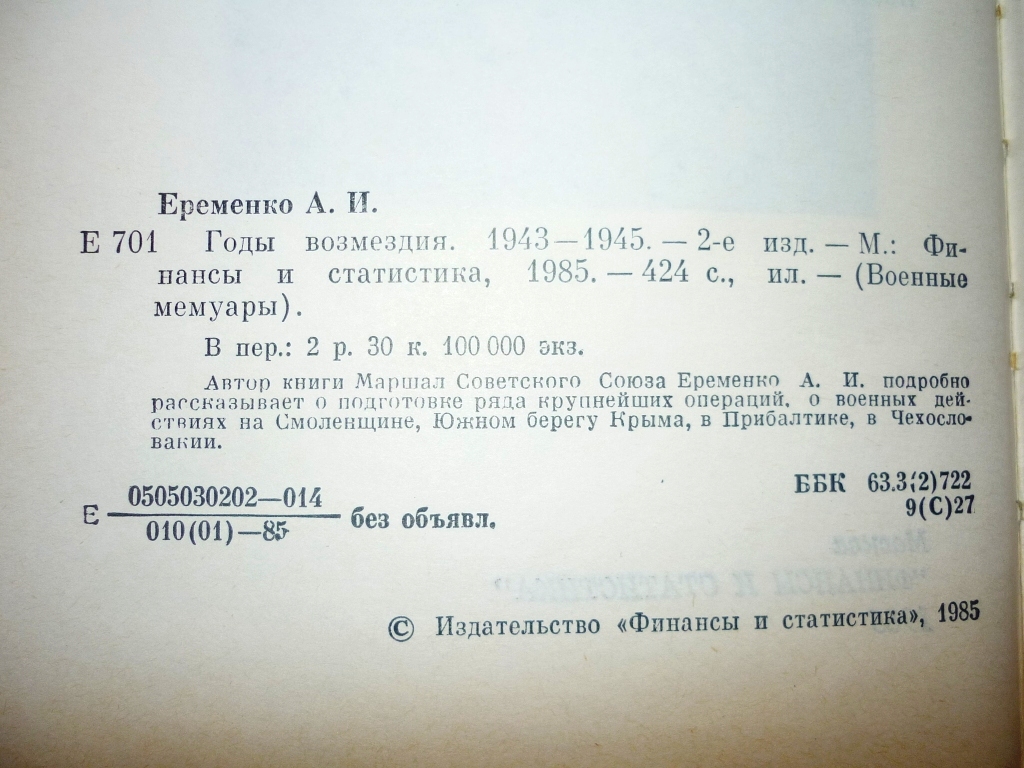 Еременко А. И.
Е 701 Годы возмездия. 1943—1945. — 2-е изд. — М.: Фи-
нансы и статистика, 1985. — 424 с., ил. — (Военные
мемуары).
В пер.: 2 р. 30 к. 100 000 экз.
Автор книги Маршал Советского Союза Еременко А. И. подробно
рассказывает о подготовке ряда крупнейших операций, о военных дей-
ствиях на Смоленщине, Южном берегу Крыма, в Прибалтике, в Чехосло-
вакии.
Е 0505030202—014
010(01)—85 без объявл.
ББК 63.3(2)722
9(С)27
Москва
"ФИНАНСЫ И СТАТИСТИКА"
© Издательство «Финансы и статистика», 1985